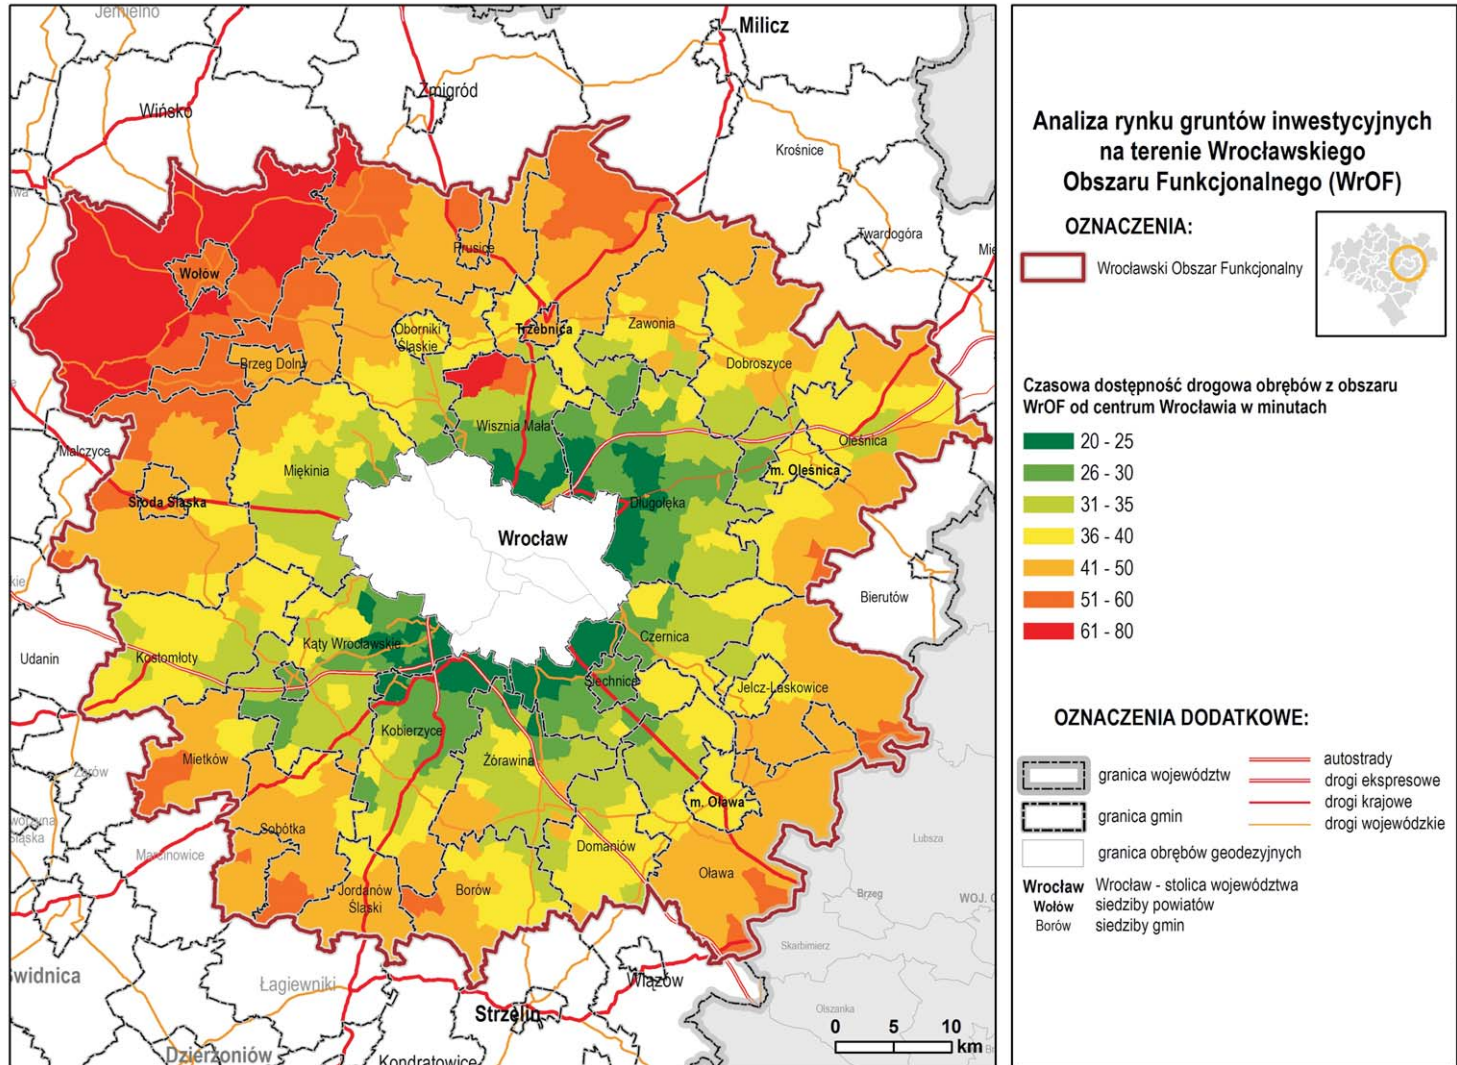 Jemielno
Milicz
Żmigród
Wińsko
Krośnice
Twardogóra
Prusice
Wołów
Oborniki
Śląskie
Trzebnica
Zawonia
Brzeg Dolny
Dobroszyce
Wisznia Mała
Oleśnica
Malczyce
Miękinia
m. Oleśnica
Środa Śląska
Długołęka
Wrocław
Bierutów
Udanin
Kostomłoty
Kąty Wrocławskie
Czernica
Siechnice
Jelcz-Laskowice
Kobierzyce
Mietków
Żórawina
Żarów
m. Oława
Sobótka
Marcinowice
Domaniów
Lubsza
Jordanów
Śląski
Borów
Oława
Brzeg
Skarbimierz
Łagiewniki
Wiązów
Strzelin
Olszanka
Dzierżoniów
Kondratowice
0 5 10
km
Analiza rynku gruntów inwestycyjnych
na terenie Wrocławskiego
Obszaru Funkcjonalnego (WrOF)
OZNACZENIA:
Wrocławski Obszar Funkcjonalny
Czasowa dostępność drogowa obrębów z obszaru
WrOF od centrum Wrocławia w minutach
20 - 25
26 - 30
31 - 35
36 - 40
41 - 50
51 - 60
61 - 80
OZNACZENIA DODATKOWE:
granica województw
granica gmin
granica obrębów geodezyjnych
autostrady
drogi ekspresowe
drogi krajowe
drogi wojewódzkie
Wrocław Wrocław - stolica województwa
Wołów siedziby powiatów
Borów siedziby gmin